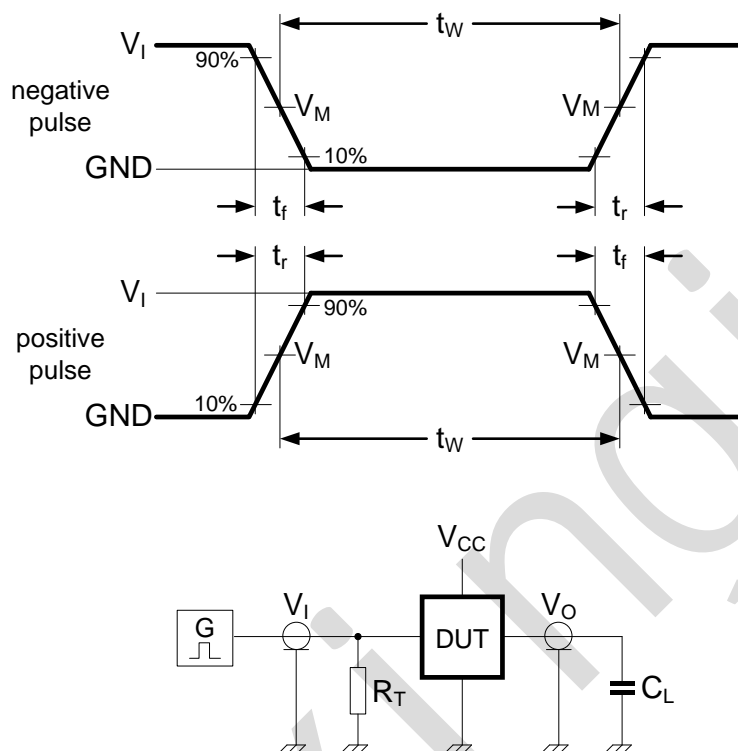 V_I
90%
t_W
negative
pulse
V_M
V_M
GND
10%
t_f
t_r
t_r
t_f
V_I
90%
positive
pulse
V_M
V_M
GND
10%
t_W
V_CC
V_I
V_O
G
DUT
R_T
C_L